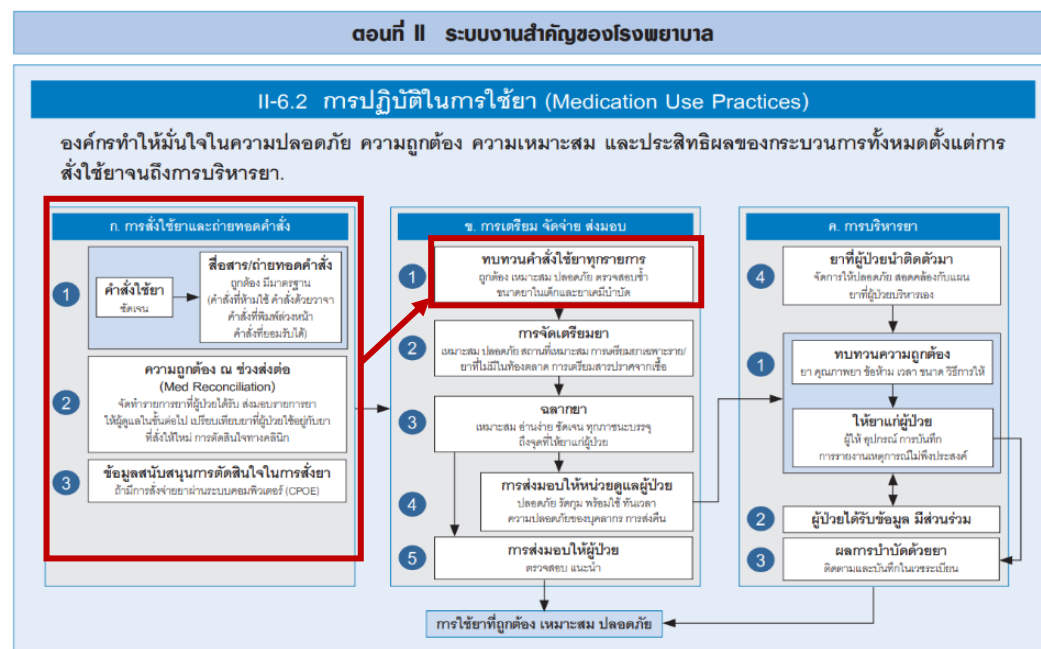 ตอนที่ II ระบบงานสำคัญของโรงพยาบาล
II-6.2 การปฏิบัติในการใช้ยา (Medication Use Practices)
องค์กรทำให้มั่นใจในความปลอดภัย ความถูกต้อง ความเหมาะสม และประสิทธิผลของกระบวนการทั้งหมดตั้งแต่การ
สั่งใช้ยาจนถึงการบริหารยา.
ก. การสั่งใช้ยาและถ่ายทอดคำสั่ง
1
คำสั่งใช้ยา
ชัดเจน
สื่อสาร/ถ่ายทอดคำสั่ง
ถูกต้อง มีมาตรฐาน
(คำสั่งที่ห้ามใช้ คำสั่งด้วยวาจา
คำสั่งที่พิมพ์ล่วงหน้า
คำสั่งที่ยอมรับได้)
2
ความถูกต้อง ณ ช่วงส่งต่อ
(Med Reconciliation)
จัดทำรายการยาที่ผู้ป่วยได้รับ ส่งมอบรายการยา
ให้ผู้ดูแลในขั้นต่อไป เปรียบเทียบยาที่ผู้ป่วยใช้อยู่กับยา
ที่สั่งให้ใหม่ การตัดสินใจทางคลินิก
3
ข้อมูลสนับสนุนการตัดสินใจในการสั่งยา
ถ้ามีการสั่งจ่ายยาผ่านระบบคอมพิวเตอร์ (CPOE)
ข. การเตรียม จัดจ่าย ส่งมอบ
1
ทบทวนคำสั่งใช้ยาทุกรายการ
ถูกต้อง เหมาะสม ปลอดภัย ตรวจสอบซ้ำ
ขนาดยาในเด็กและยาเคมีบำบัด
2
การจัดเตรียมยา
เหมาะสม ปลอดภัย สถานที่เหมาะสม การเตรียมยาเฉพาะราย/
ยาที่ไม่มีในท้องตลาด การเตรียมสารปราศจากเชื้อ
3
ฉลากยา
เหมาะสม อ่านง่าย ชัดเจน ทุกภาชนะบรรจุ
ถึงจุดที่ให้ยาแก่ผู้ป่วย
4
การส่งมอบให้หน่วยดูแลผู้ป่วย
ปลอดภัย รัดกุม พร้อมใช้ ทันเวลา
ความปลอดภัยของบุคลากร การส่งคืน
5
การส่งมอบให้ผู้ป่วย
ตรวจสอบ แนะนำ
ค. การบริหารยา
4
ยาที่ผู้ป่วยนำติดตัวมา
จัดการให้ปลอดภัย สอดคล้องกับแผน
ยาที่ผู้ป่วยบริหารเอง
1
ทบทวนความถูกต้อง
ยา คุณภาพยา ข้อห้าม เวลา ขนาด วิธีการให้
ให้ยาแก่ผู้ป่วย
ผู้ให้ อุปกรณ์ การบันทึก
การรายงานเหตุการณ์ไม่พึงประสงค์
2
ผู้ป่วยได้รับข้อมูล มีส่วนร่วม
3
ผลการบำบัดด้วยยา
ติดตามและบันทึกในเวชระเบียน
การใช้ยาที่ถูกต้อง เหมาะสม ปลอดภัย